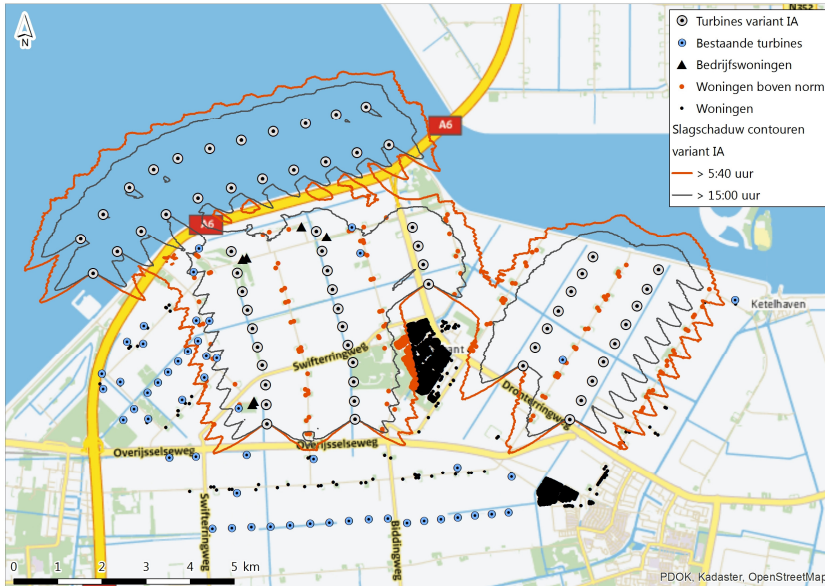 N
N352
Turbines variant IA
Bestaande turbines
Bedrijfswoningen
Woningen boven norm
Woningen
Slagschaduw contouren
variant IA
> 5:40 uur
> 15:00 uur
A6
A6
Ketelhaven
Swifterringweg
Dronterringweg
Overijsselseweg
Overijsselseweg
Swifterringweg
Biddingweg
0 1 2 3 4 5 km
PDOK, Kadaster, OpenStreetMap